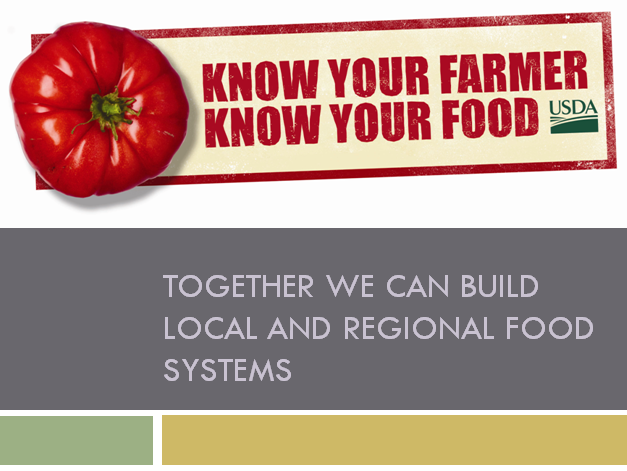 KNOW YOUR FARMER
KNOW YOUR FOOD
USDA
TOGETHER WE CAN BUILD
LOCAL AND REGIONAL FOOD
SYSTEMS